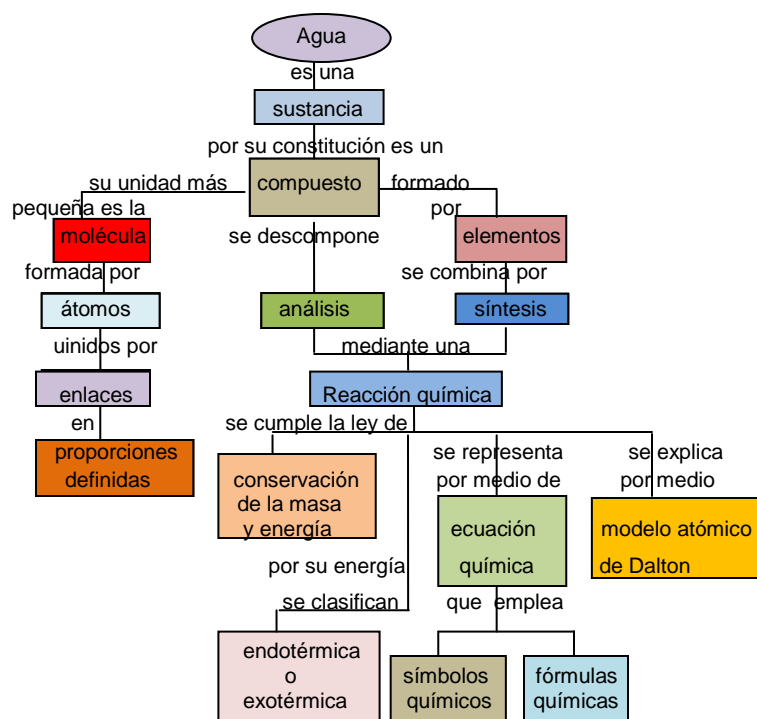 Agua
es una
sustancia
por su constitución es un
compuesto
su unidad más
pequeña es la
molécula
formada por
átomos
uinidos por
enlaces
en
proporciones
definidas
se descompone
análisis
formado
por
elementos
se combina por
síntesis
mediante una
Reacción química
se cumple la ley de
conservación
de la masa
y energía
por su energía
se clasifican
endotérmica
o
exotérmica
se representa
por medio de
ecuación
química
que emplea
símbolos
químicos
fórmulas
químicas
se explica
por medio
modelo atómico
de Dalton